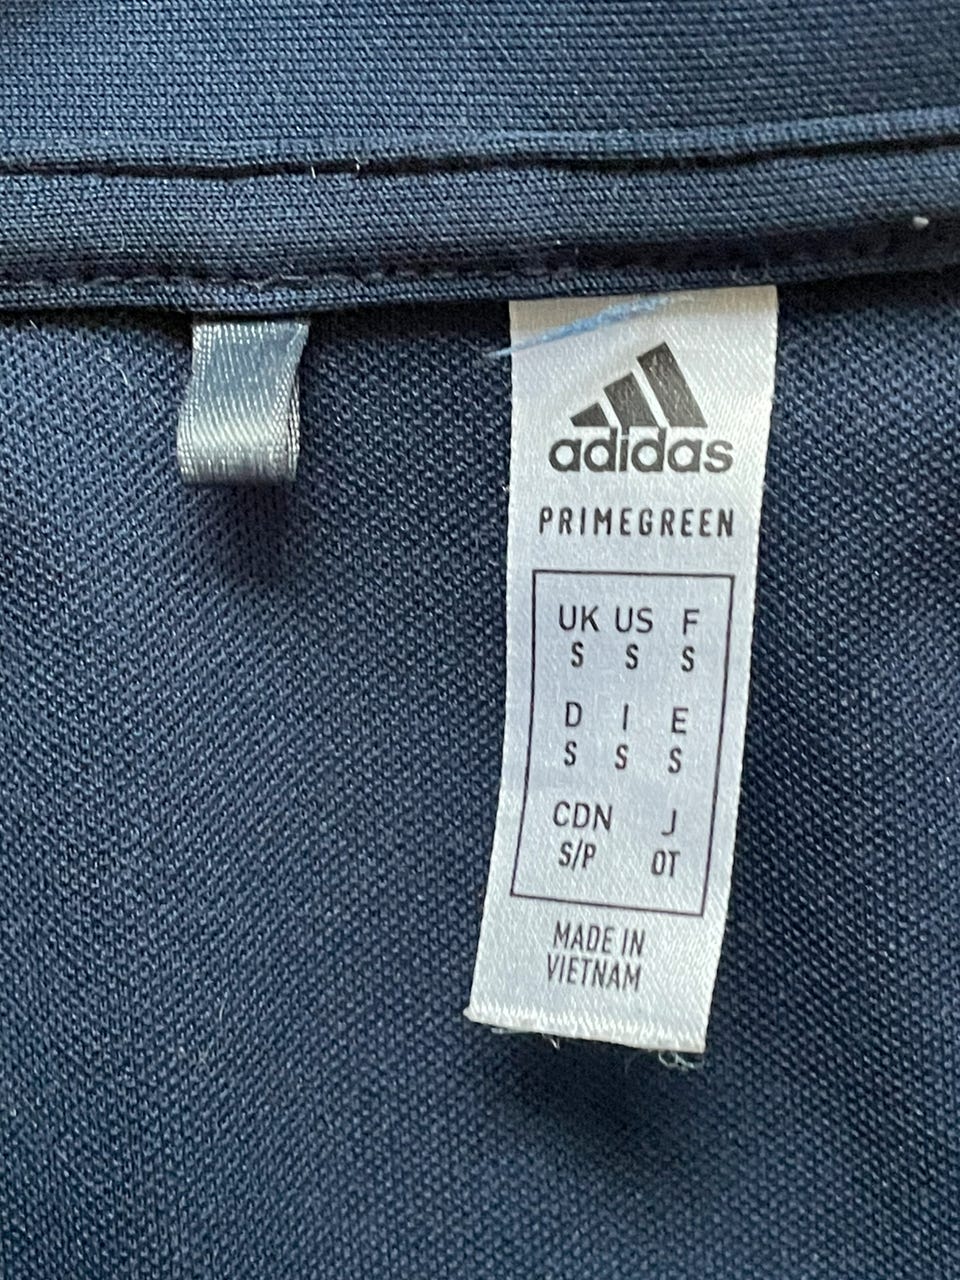 adidas
PRIMEGREEN
UK US F
S S S
D I E
S S S
CDN J
S/P OT
MADE IN
VIETNAM